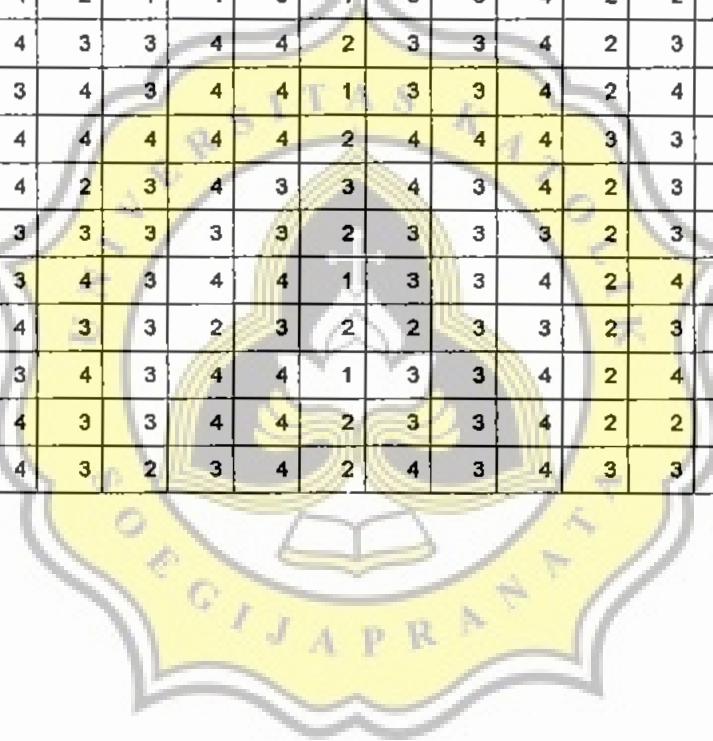 4 3 3 4 4 2 3 3 4 2 3
3 4 3 4 4 1 3 3 4 2 4
4 4 4 4 4 2 4 4 4 3 3
4 2 3 4 3 3 4 3 4 2 3
3 3 3 3 3 2 3 3 3 2 3
3 4 3 4 4 1 3 3 4 2 4
4 3 3 2 3 2 2 3 3 2 3
3 4 3 4 4 1 3 3 4 2 4
4 3 3 4 4 2 3 3 4 2 2
4 3 2 3 4 2 4 3 4 3 3
UNIVERSITAS KATOLIK
SOEGIJAPRANATA